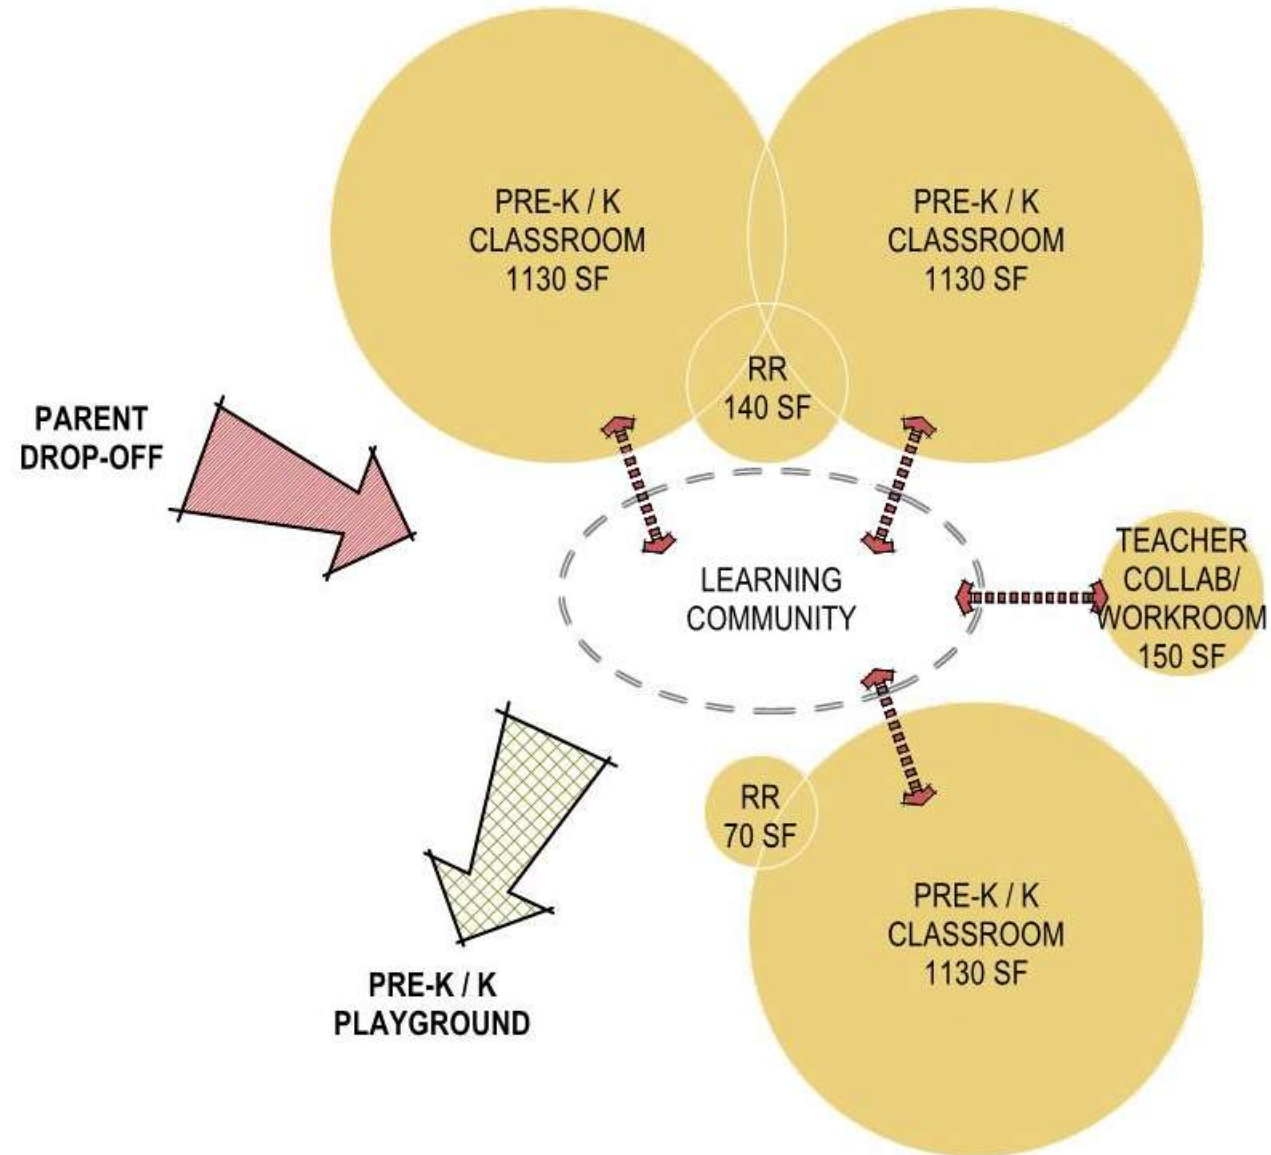 PRE-K / K
CLASSROOM
1130 SF
PRE-K / K
CLASSROOM
1130 SF
RR
140 SF
PARENT
DROP-OFF
LEARNING
COMMUNITY
TEACHER
COLLAB/
WORKROOM
150 SF
RR
70 SF
PRE-K / K
CLASSROOM
1130 SF
PRE-K / K
PLAYGROUND